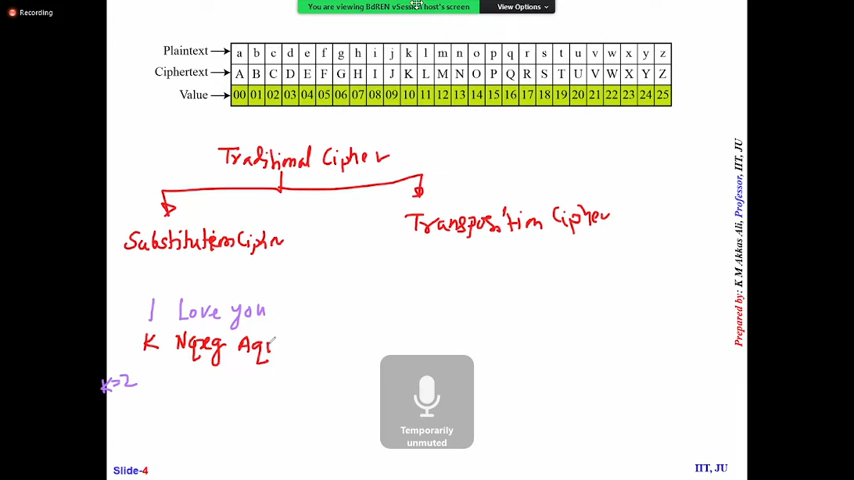 Recording
You are viewing BdREN vSession host's screen View Options
Plaintext a b c d e f g h i j k l m n o p q r s t u v w x y z
Ciphertext A B C D E F G H I J K L M N O P Q R S T U V W X Y Z
Value 00 01 02 03 04 05 06 07 08 09 10 11 12 13 14 15 16 17 18 19 20 21 22 23 24 25
Traditional Cipher
Substitution Cipher
Transposition Cipher
I Love you
K Nqxg Aq
K=2
Temporarily
unmuted
Prepared by: K M Akkas Ali, Professor, IIT, JU
Slide-4
IIT, JU